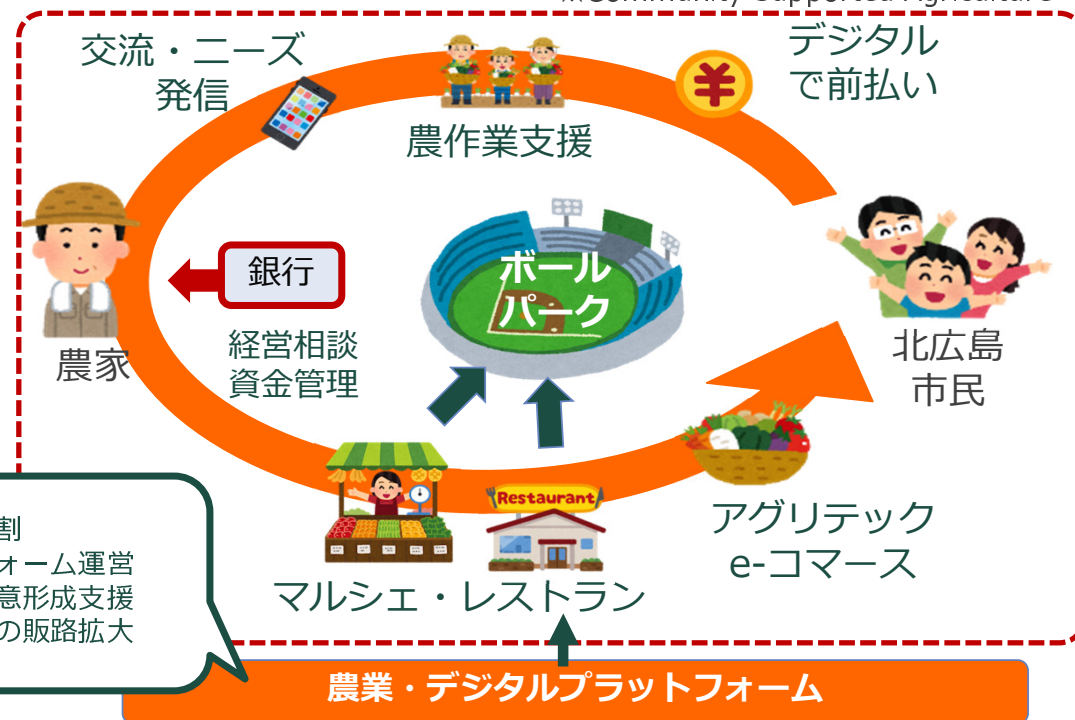 ※Community Supported Agriculture
交流・ニーズ
発信
デジタル
で前払い
農作業支援
ボール
パーク
銀行
経営相談
資金管理
農家
北広島
市民
Restaurant
アグリテック
e-コマース
マルシェ・レストラン
割
ォーム運営
意形成支援
の販路拡大
農業・デジタルプラットフォーム